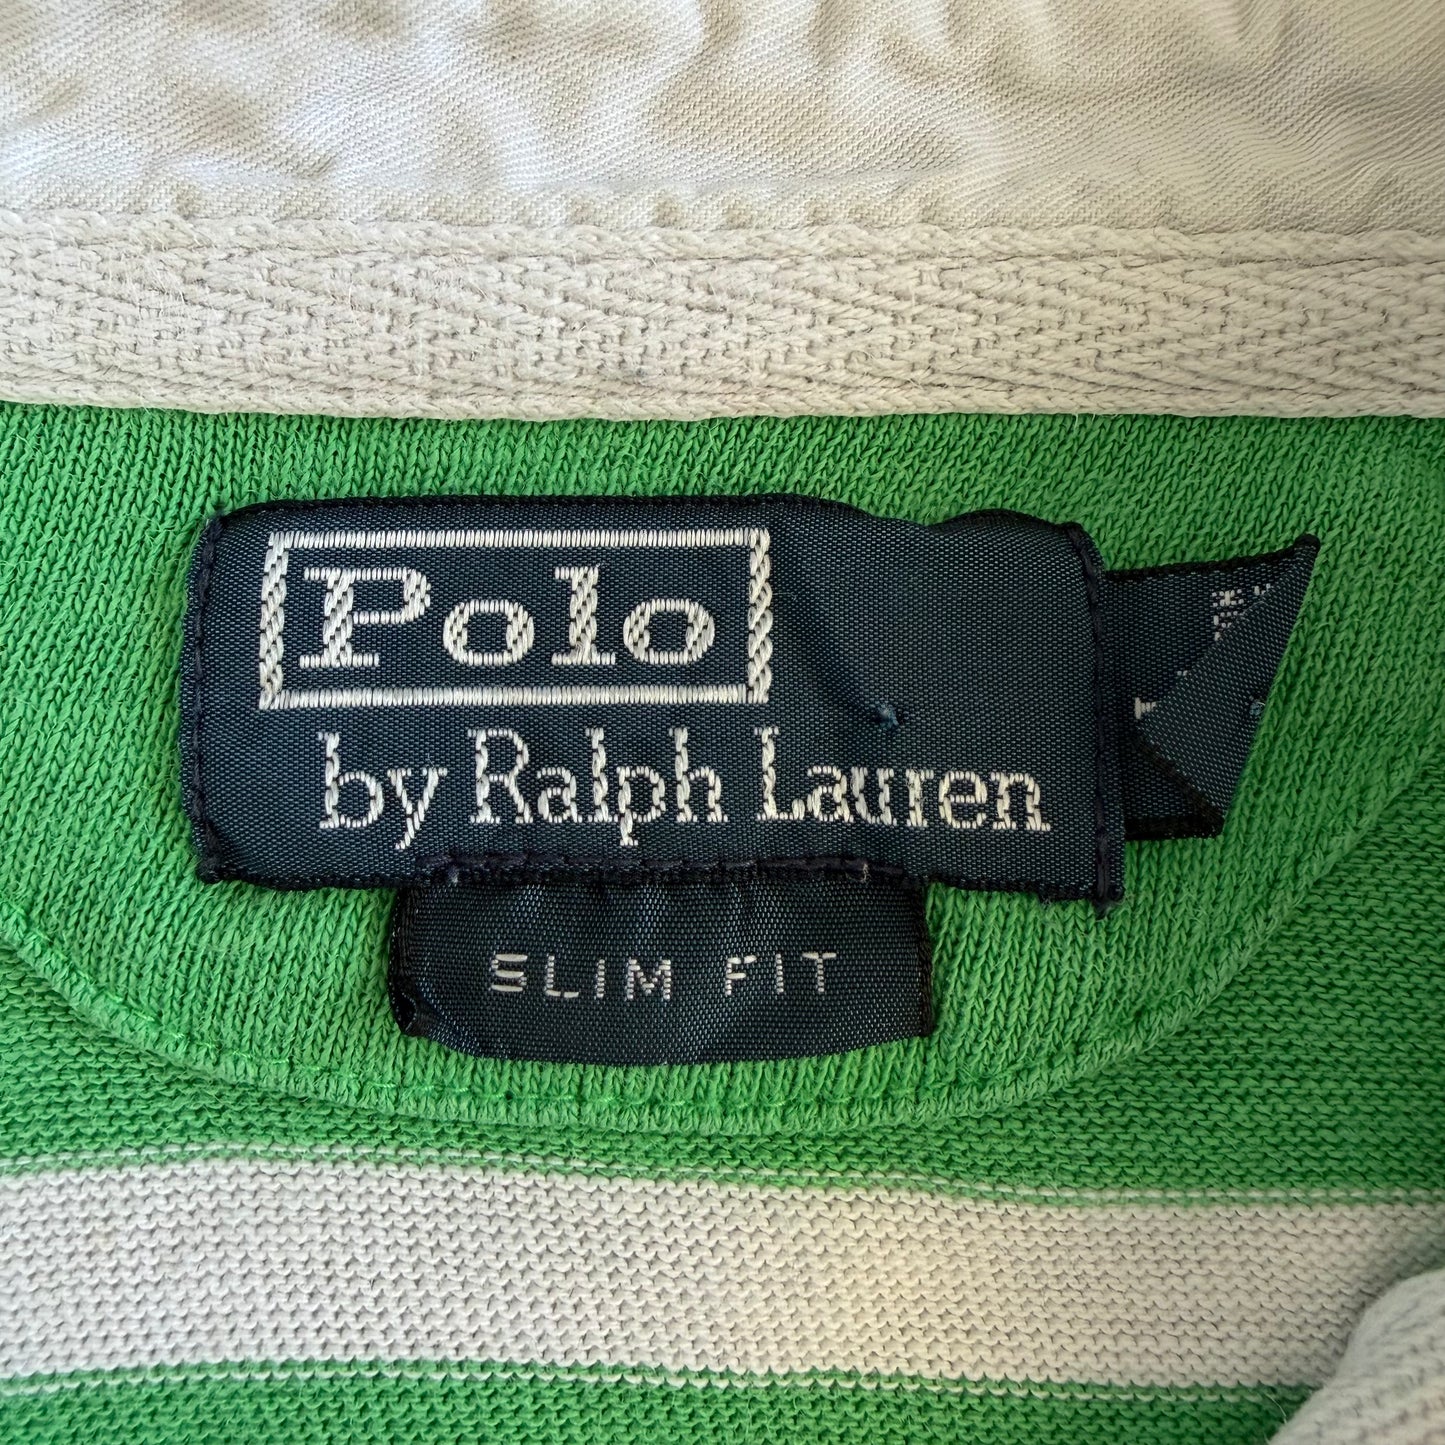 Polo
by Ralph Lauren
SLIM FIT